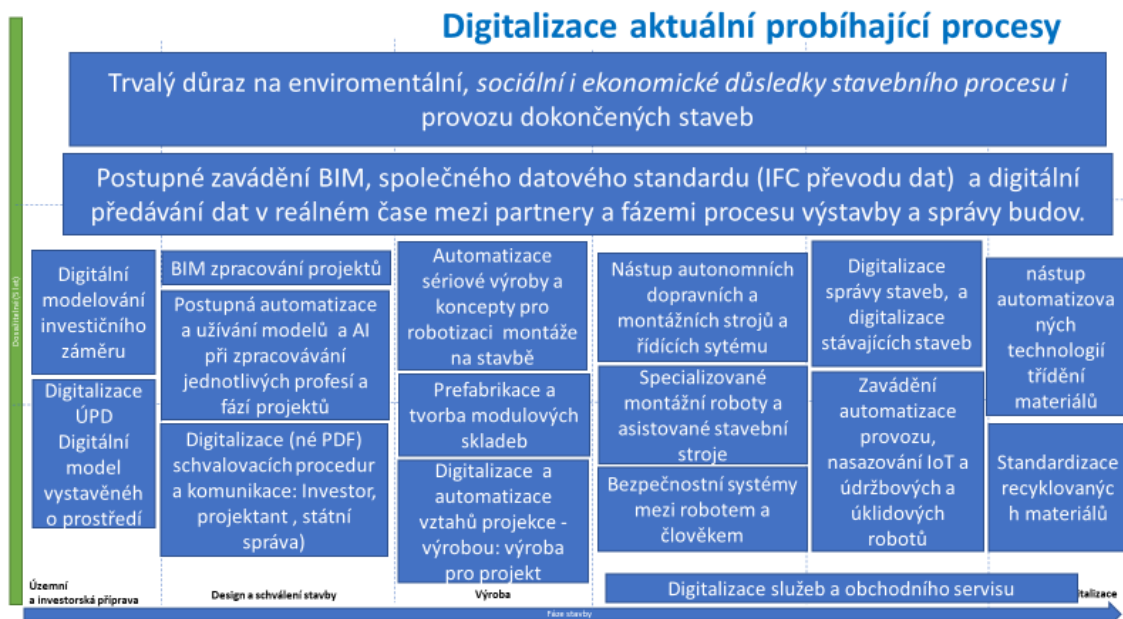 Digitalizace aktuální probíhající procesy
Trvalý důraz na enviromentální, sociální i ekonomické důsledky stavebního procesu i
provozu dokončených staveb
Postupné zavádění BIM, společného datového standardu (IFC převodu dat) a digitální
předávání dat v reálném čase mezi partnery a fázemi procesu výstavby a správy budov.
Digitální
modelování
investičního
záměru
Digitalizace
ÚPD
Digitální
model
vystavěnéh
o prostředí
BIM zpracování projektů
Postupná automatizace
a užívání modelů a AI
při zpracovávání
jednotlivých profesí a
fází projektů
Digitalizace (né PDF)
schvalovacích procedur
a komunikace: Investor,
projektant , státní
správa)
Automatizace
sériové výroby a
koncepty pro
robotizaci montáže
na stavbě
Prefabrikace a
tvorba modulových
skladeb
Digitalizace a
automatizace
vztahů projekce -
výrobou: výroba
pro projekt
Nástup autonomních
dopravních a
montážních strojů a
řídících sytému
Specializované
montážní roboty a
asistované stavební
stroje
Bezpečnostní systémy
mezi robotem a
člověkem
Digitalizace
správy staveb, a
digitalizace
stávajících staveb
Zavádění
automatizace
provozu,
nasazování IoT a
údržbových a
úklidových
robotů
nástup
automatizova
ných
technologií
třídění
materiálů
Standardizace
recyklovanýc
h materiálů
Územní
a investorská příprava
Design a schválení stavby
Výroba
Digitalizace služeb a obchodního servisu
italizace
Fáze stavby